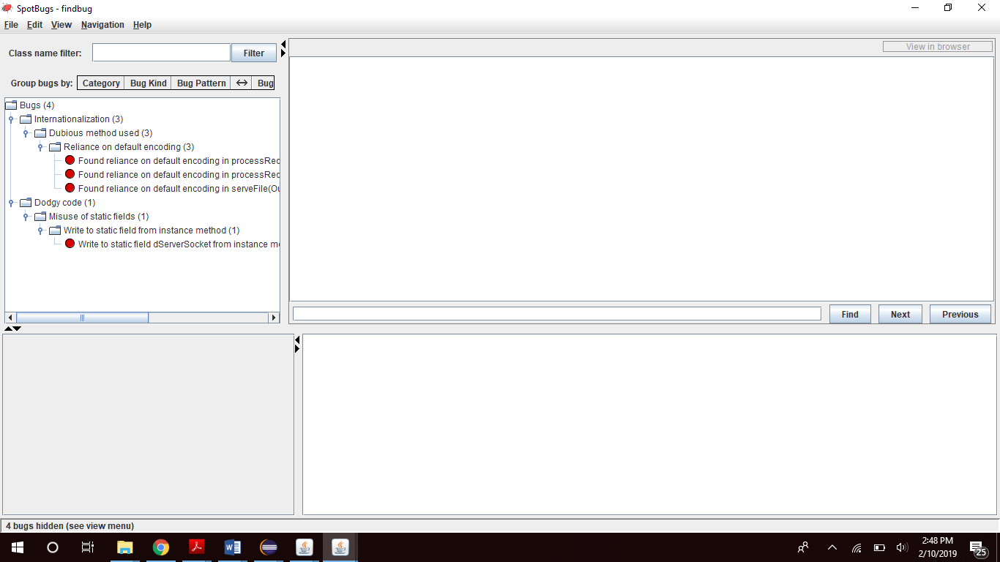 SpotBugs - findbug
File Edit View Navigation Help
Class name filter: Filter
View in browser
Group bugs by: Category Bug Kind Bug Pattern ↔ Bug
Bugs (4)
Internationalization (3)
Dubious method used (3)
Reliance on default encoding (3)
Found reliance on default encoding in processRec
Found reliance on default encoding in processRec
Found reliance on default encoding in serveFile(Ou
Dodgy code (1)
Misuse of static fields (1)
Write to static field from instance method (1)
Write to static field dServerSocket from instance me
Find Next Previous
4 bugs hidden (see view menu)
2:48 PM
2/10/2019
25